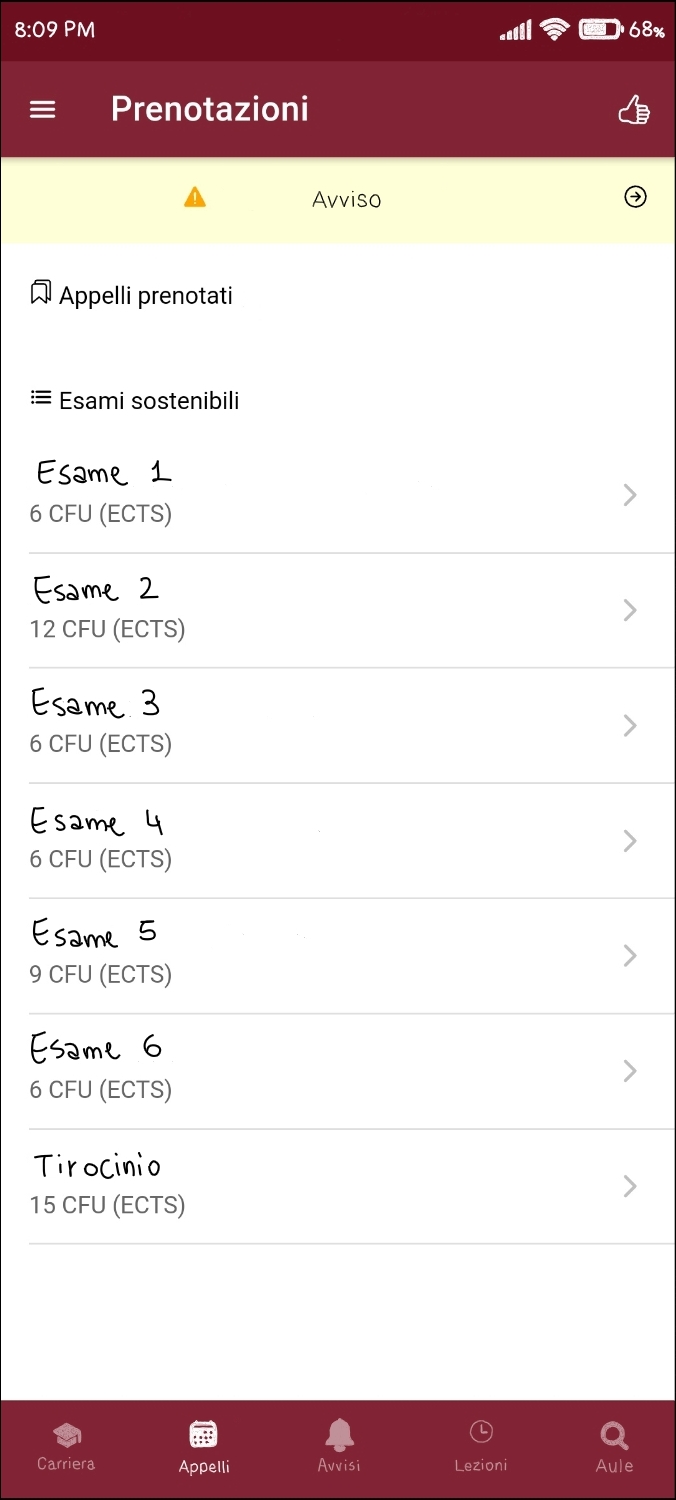 8:09 PM 68%
Prenotazioni
Avviso
Appelli prenotati
Esami sostenibili
Esame 1
6 CFU (ECTS)
Esame 2
12 CFU (ECTS)
Esame 3
6 CFU (ECTS)
Esame 4
6 CFU (ECTS)
Esame 5
9 CFU (ECTS)
Esame 6
6 CFU (ECTS)
Tirocinio
15 CFU (ECTS)
Carriera Appelli Avvisi Lezioni Aule